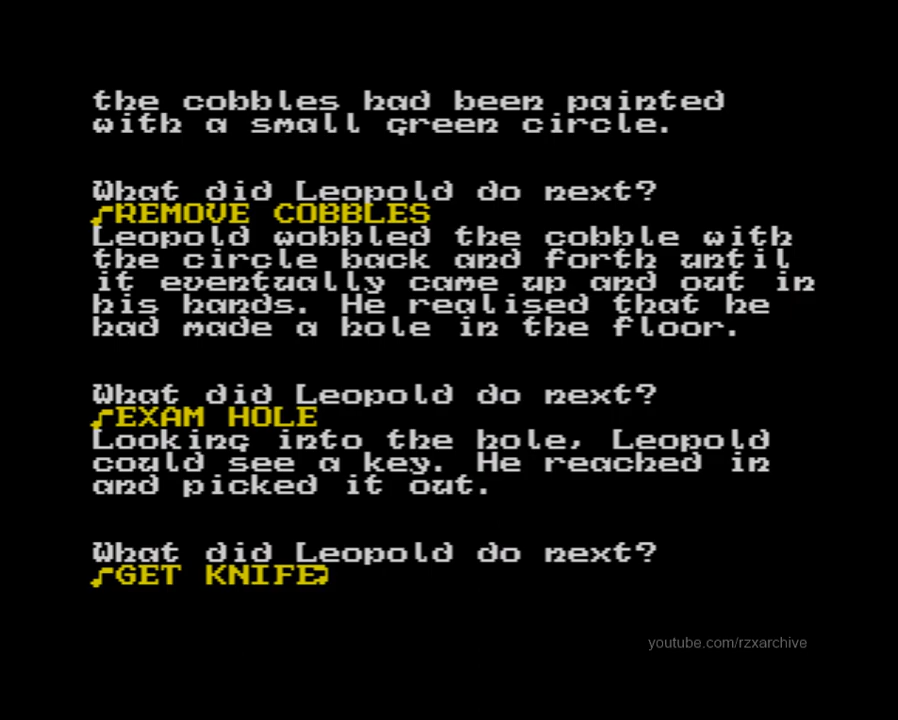 the cobbles had been painted
with a small green circle.
What did Leopold do next?
REMOVE COBBLES
Leopold wobbled the cobble with
the circle back and forth until
it eventually came up and out in
his hands. He realised that he
had made a hole in the floor.
What did Leopold do next?
EXAM HOLE
Looking into the hole, Leopold
could see a key. He reached in
and picked it out.
What did Leopold do next?
GET KNIFE
youtube.com/rzxarchive